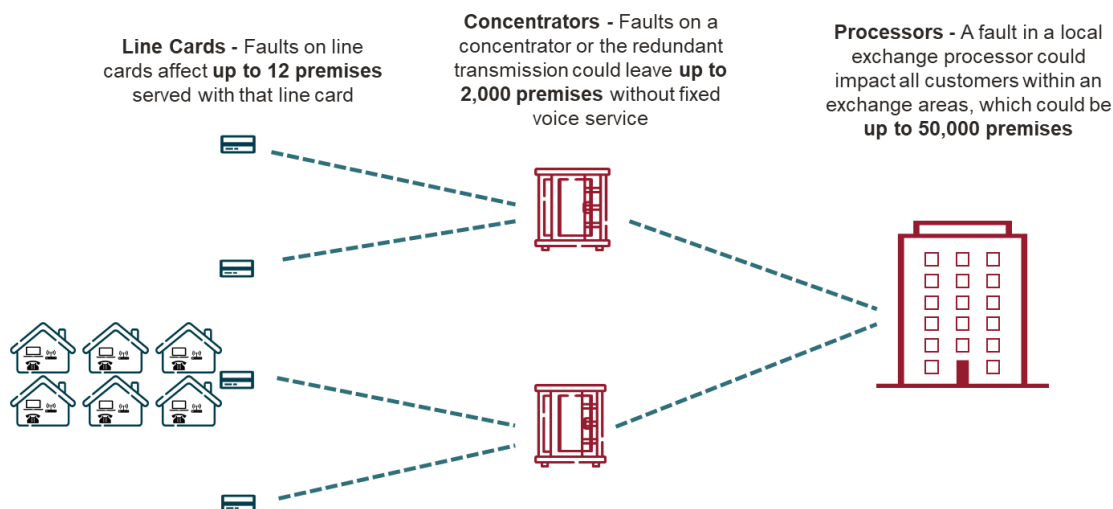 Line Cards - Faults on line
cards affect up to 12 premises
served with that line card
Concentrators - Faults on a
concentrator or the redundant
transmission could leave up to
2,000 premises without fixed
voice service
Processors - A fault in a local
exchange processor could
impact all customers within an
exchange areas, which could be
up to 50,000 premises